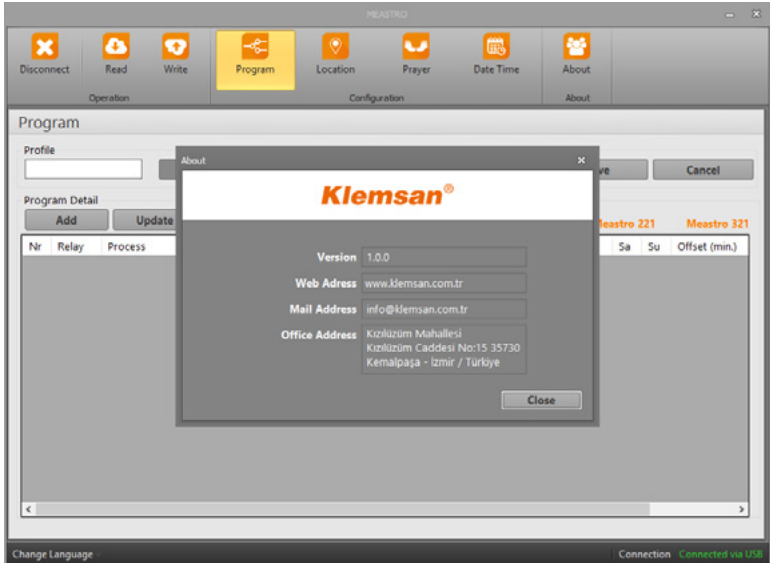 MEASTRO
Disconnect Read Write Program Location Prayer Date Time About
Operation Configuration About
Program
Profile
About
ve Cancel
Klemsan®
Program Detail
Add Update
Meastro 221 Meastro 321
Nr Relay Process Sa Su Offset (min.)
Version 1.0.0
Web Adress www.klemsan.com.tr
Mail Address info@klemsan.com.tr
Office Address Kızılüzüm Mahallesi
Kızılüzüm Caddesi No:15 35730
Kemalpaşa - İzmir / Türkiye
Close
Change Language Connection Connected via USB